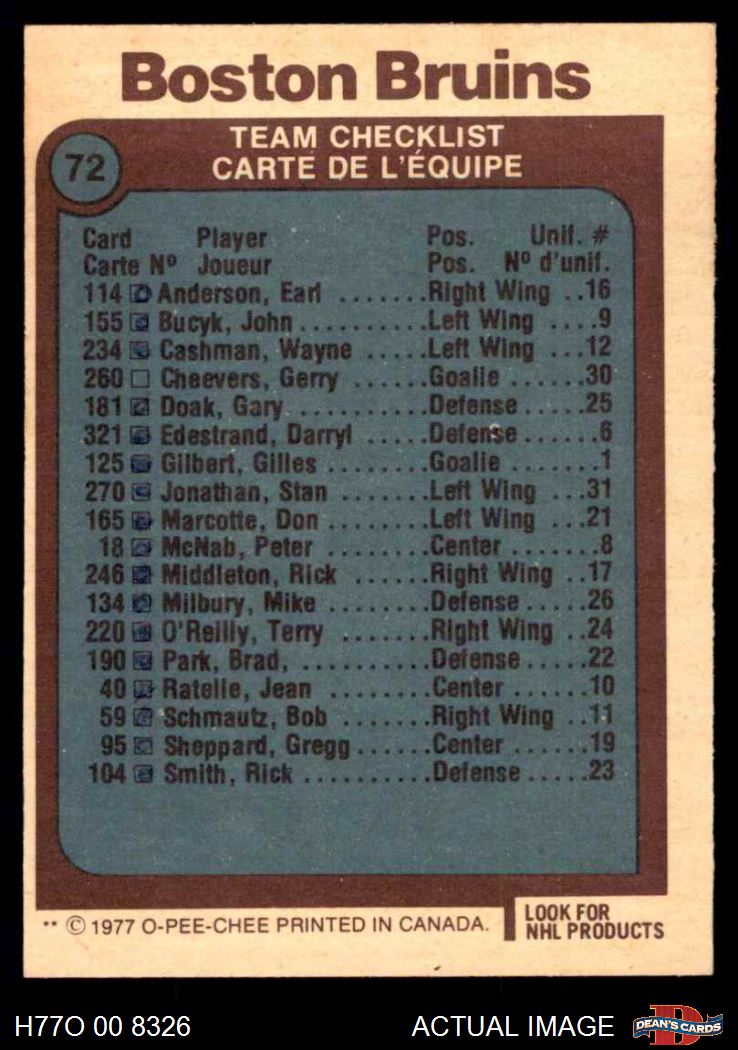 Boston Bruins
72
TEAM CHECKLIST
CARTE DE L'ÉQUIPE
Card Player Pos. Unif. #
Carte Nº Joueur Pos. Nº d'unif.
114 Anderson, Earl .......Right Wing ..16
155 Bucyk, John...........Left Wing ....9
234 Cashman, Wayne .....Left Wing ...12
260 Cheevers, Gerry .......Goalie ......30
181 Doak, Gary ..........Defense.....25
321 Edestrand, Darryl .....Defense......6
125 Gilbert, Gilles ........Goalie .......1
270 Jonathan, Stan .......Left Wing ...31
165 Marcotte, Don ........Left Wing ...21
18 McNab, Peter ........Center .......8
246 Middleton, Rick ......Right Wing ..17
134 Milbury, Mike ........Defense.....26
220 O'Reilly, Terry .......Right Wing ..24
190 Park, Brad, ..........Defense.....22
40 Ratelle, Jean ........Center ......10
59 Schmautz, Bob .......Right Wing ..11
95 Sheppard, Gregg......Center ......19
104 Smith, Rick ..........Defense.....23
** © 1977 O-PEE-CHEE PRINTED IN CANADA.
LOOK FOR
NHL PRODUCTS
H77O 00 8326 ACTUAL IMAGE DEAN'S CARDS